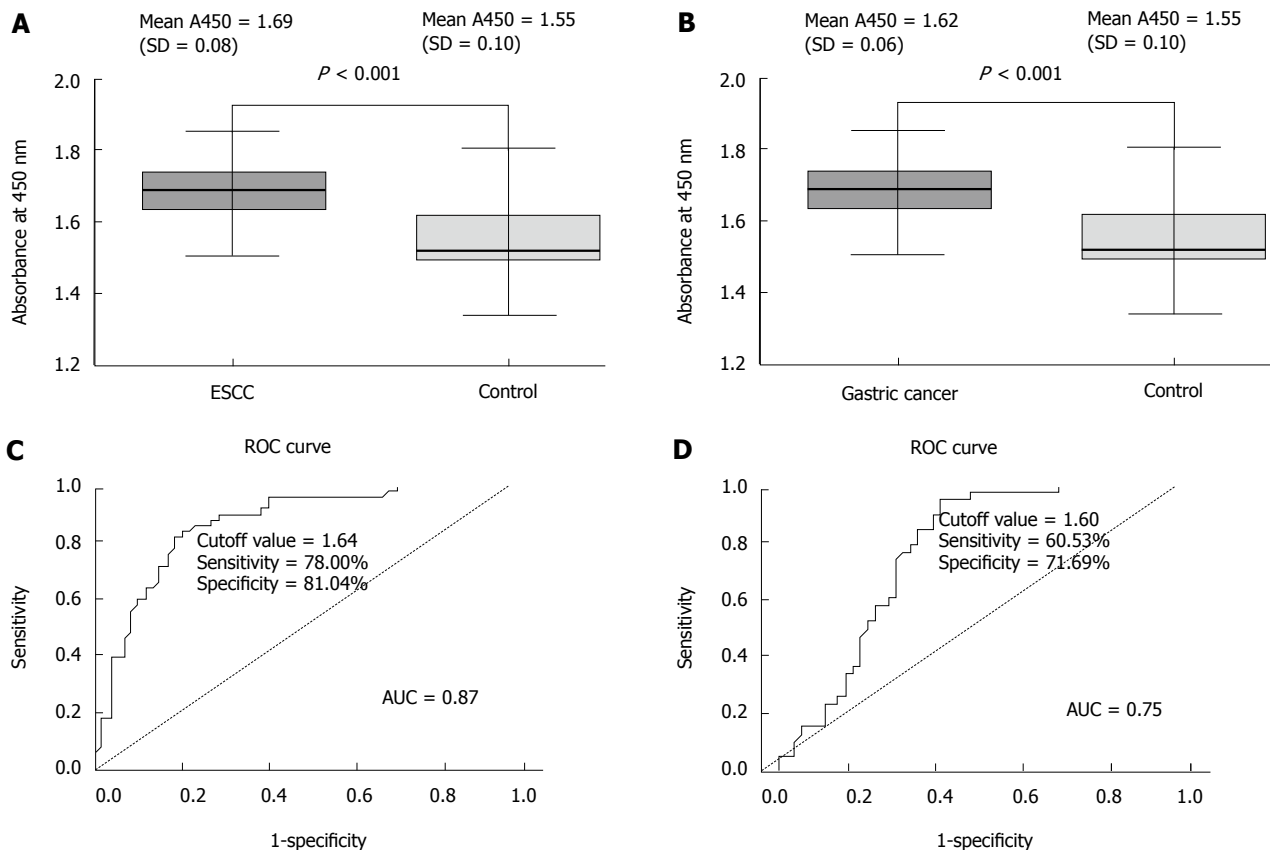 A
Mean A450 = 1.69
(SD = 0.08)
Mean A450 = 1.55
(SD = 0.10)
P < 0.001
Absorbance at 450 nm
2.0
1.8
1.6
1.4
1.2
ESCC
Control
B
Mean A450 = 1.62
(SD = 0.06)
Mean A450 = 1.55
(SD = 0.10)
P < 0.001
Absorbance at 450 nm
2.0
1.8
1.6
1.4
1.2
Gastric cancer
Control
C
ROC curve
Sensitivity
1.0
0.8
0.6
0.4
0.2
0.0
Cutoff value = 1.64
Sensitivity = 78.00%
Specificity = 81.04%
AUC = 0.87
0.0
0.2
0.4
0.6
0.8
1.0
1-specificity
D
ROC curve
Sensitivity
1.0
0.8
0.6
0.4
0.2
0.0
Cutoff value = 1.60
Sensitivity = 60.53%
Specificity = 71.69%
AUC = 0.75
0.0
0.2
0.4
0.6
0.8
1.0
1-specificity